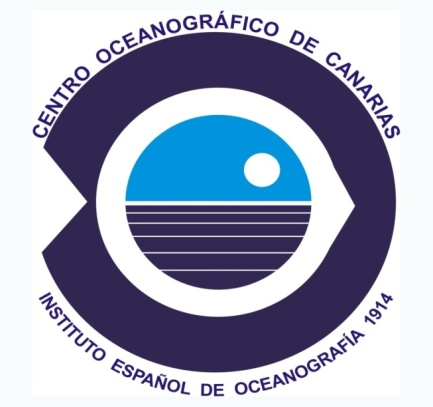 CENTRO OCEANOGRÁFICO DE CANARIAS
INSTITUTO ESPAÑOL DE OCEANOGRAFÍA 1914